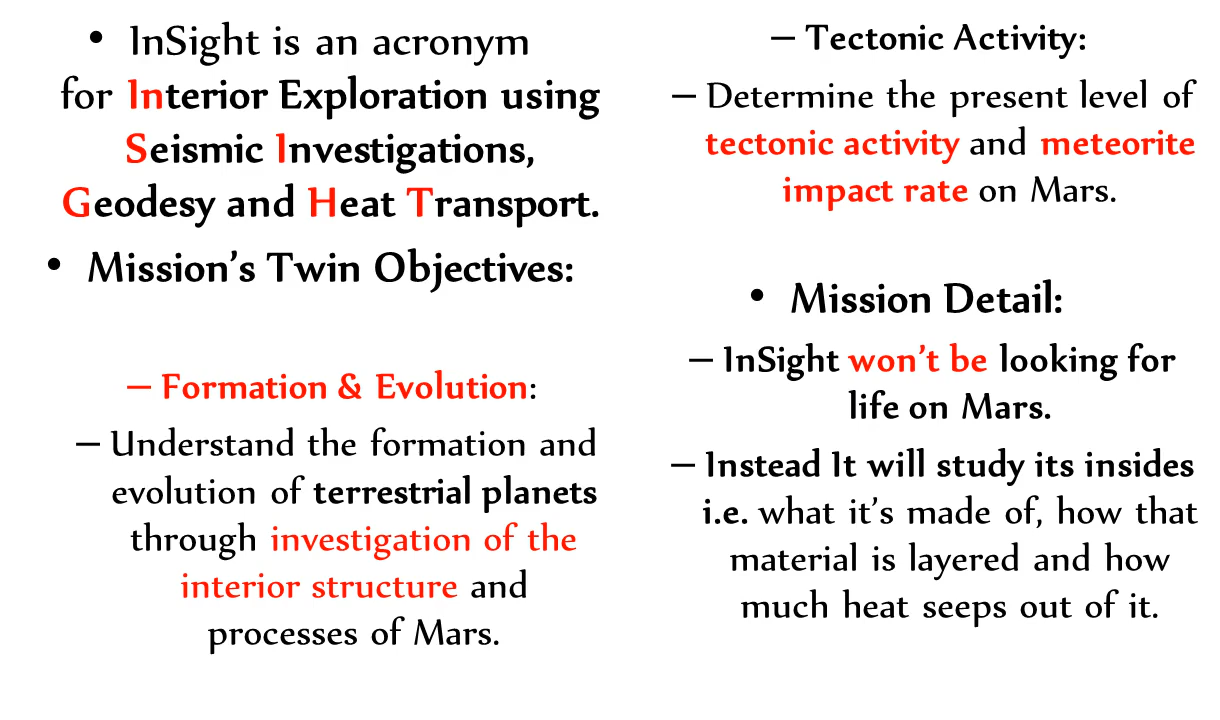 • InSight is an acronym
for Interior Exploration using
Seismic Investigations,
Geodesy and Heat Transport.
• Mission’s Twin Objectives:
– Formation & Evolution:
– Understand the formation and
evolution of terrestrial planets
through investigation of the
interior structure and
processes of Mars.
– Tectonic Activity:
– Determine the present level of
tectonic activity and meteorite
impact rate on Mars.
• Mission Detail:
– InSight won’t be looking for
life on Mars.
– Instead It will study its insides
i.e. what it’s made of, how that
material is layered and how
much heat seeps out of it.